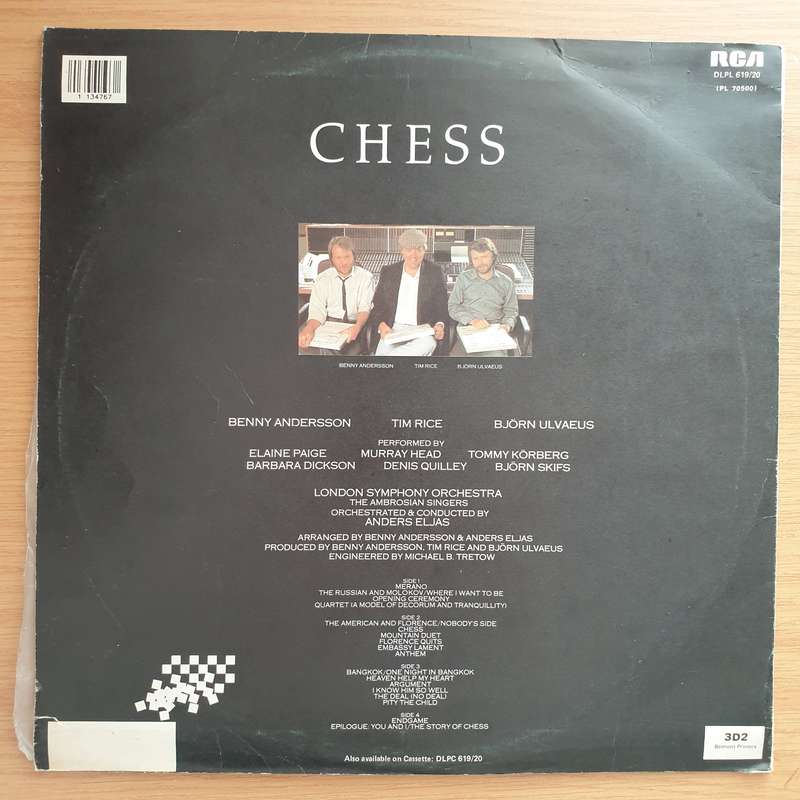 1 134767
RCA
DLPL 619/20
(PL 70500)
CHESS
BENNY ANDERSSON TIM RICE BJÖRN ULVAEUS
BENNY ANDERSSON TIM RICE BJÖRN ULVAEUS
PERFORMED BY
ELAINE PAIGE MURRAY HEAD TOMMY KÖRBERG
BARBARA DICKSON DENIS QUILLEY BJÖRN SKIFS
LONDON SYMPHONY ORCHESTRA
THE AMBROSIAN SINGERS
ORCHESTRATED & CONDUCTED BY
ANDERS ELJAS
ARRANGED BY BENNY ANDERSSON & ANDERS ELJAS
PRODUCED BY BENNY ANDERSSON, TIM RICE AND BJÖRN ULVAEUS
ENGINEERED BY MICHAEL B. TRETOW
SIDE 1
MERANO
THE RUSSIAN AND MOLOKOV/WHERE I WANT TO BE
OPENING CEREMONY
QUARTET (A MODEL OF DECORUM AND TRANQUILLITY)
SIDE 2
THE AMERICAN AND FLORENCE/NOBODY'S SIDE
CHESS
MOUNTAIN DUET
FLORENCE QUITS
EMBASSY LAMENT
ANTHEM
SIDE 3
BANGKOK/ONE NIGHT IN BANGKOK
HEAVEN HELP MY HEART
ARGUMENT
I KNOW HIM SO WELL
THE DEAL (NO DEAL)
PITY THE CHILD
SIDE 4
ENDGAME
EPILOGUE: YOU AND I/THE STORY OF CHESS
Also available on Cassette: DLPC 619/20
3D2
Belmont Printers